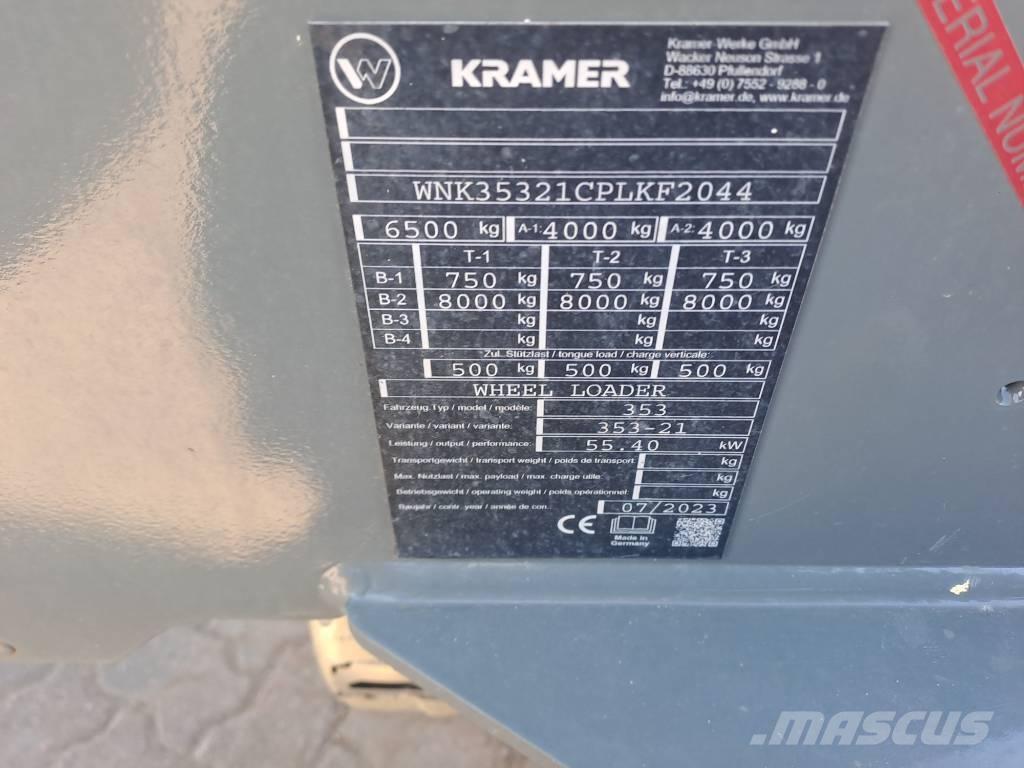 KRAMER
Kramer-Werke GmbH
Wacker Neuson Strasse 1
D-88630 Pfullendorf
Tel.: +49 (0) 7552 - 9288 - 0
info@kramer.de, www.kramer.de
WNK35321CPLKF2044
6500 kg A-1: 4000 kg A-2: 4000 kg
T-1 T-2 T-3
B-1 750 kg 750 kg 750 kg
B-2 8000 kg 8000 kg 8000 kg
B-3 kg kg kg
B-4 kg kg kg
Zul. Stützlast / tongue load / charge verticale:
500 kg 500 kg 500 kg
WHEEL LOADER
Fahrzeug.Typ / model / modèle: 353
Variante / variant / variante: 353-21
Leistung / output / performance: 55.40 kW
Transportgewicht / transport weight / poids de transport: kg
Max. Nutzlast / max. payload / max. charge utile: kg
Betriebsgewicht / operating weight / poids opérationnel: kg
Baujahr / contr. year / année de con. 07/2023
CE
Made in
Germany
ERIAL NUM
MASCUS